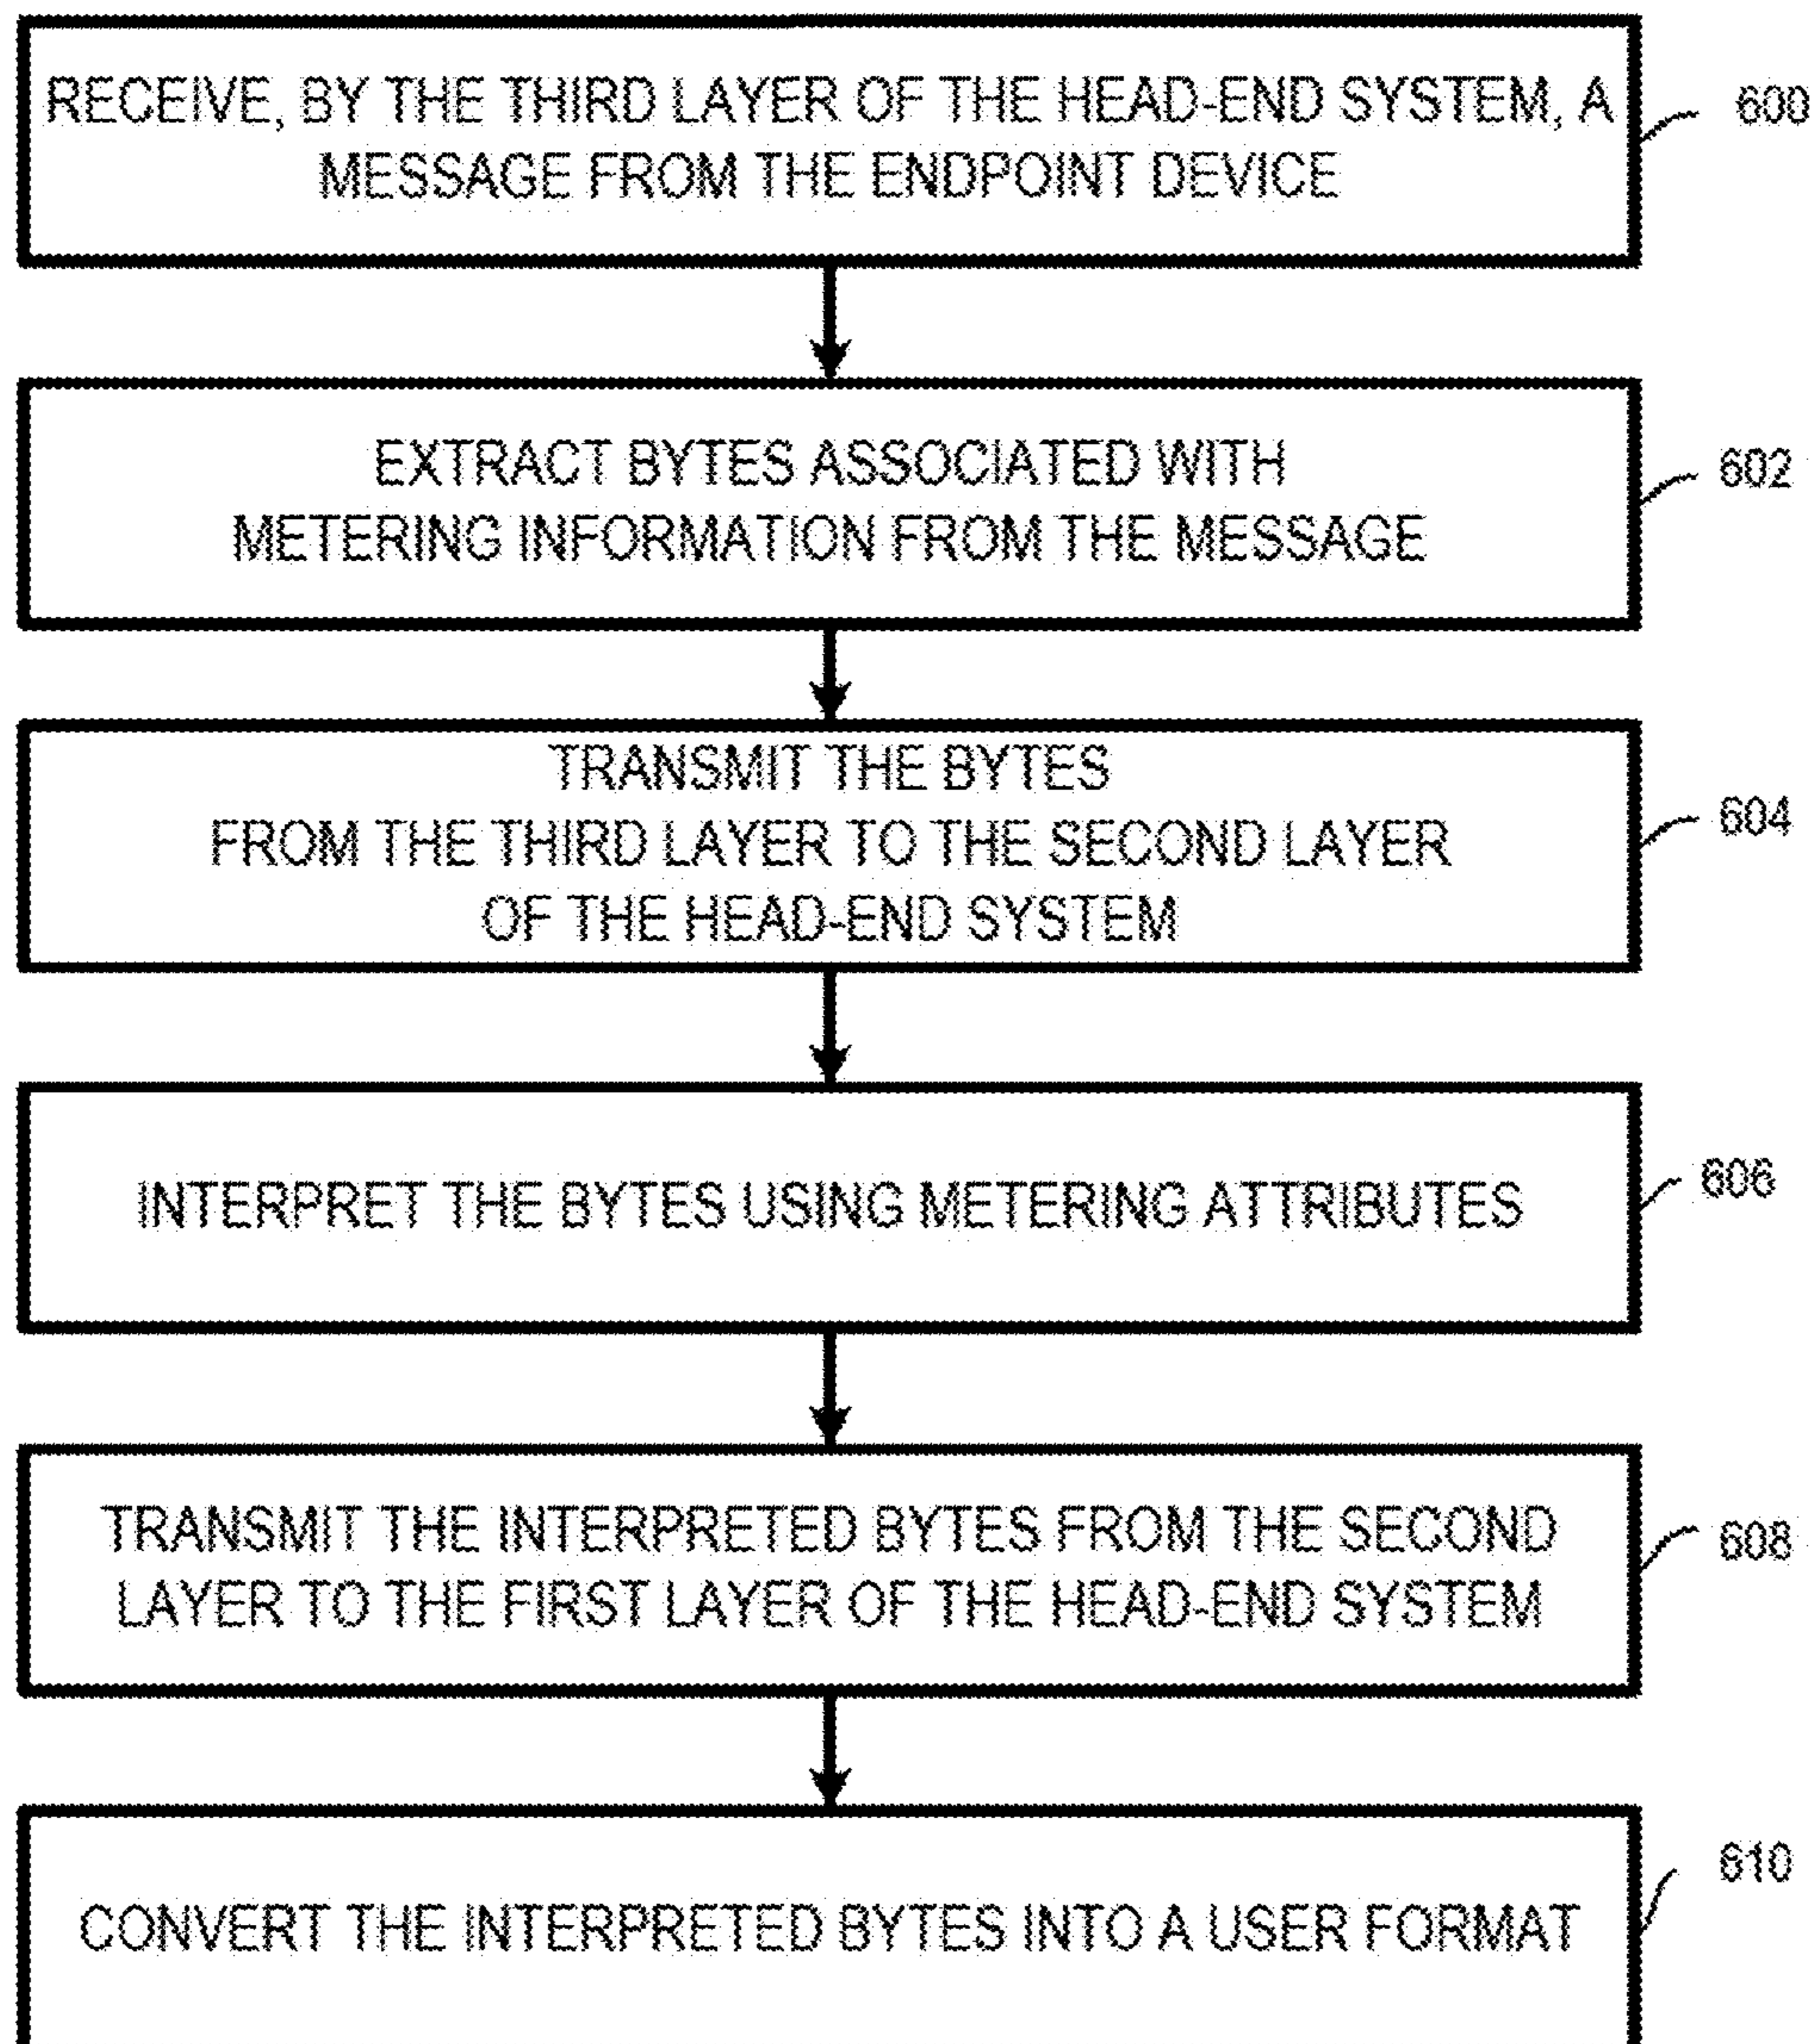 RECEIVE, BY THE THIRD LAYER OF THE HEAD-END SYSTEM, A
MESSAGE FROM THE ENDPOINT DEVICE
600
EXTRACT BYTES ASSOCIATED WITH
METERING INFORMATION FROM THE MESSAGE
602
TRANSMIT THE BYTES
FROM THE THIRD LAYER TO THE SECOND LAYER
OF THE HEAD-END SYSTEM
604
INTERPRET THE BYTES USING METERING ATTRIBUTES
606
TRANSMIT THE INTERPRETED BYTES FROM THE SECOND
LAYER TO THE FIRST LAYER OF THE HEAD-END SYSTEM
608
CONVERT THE INTERPRETED BYTES INTO A USER FORMAT
610